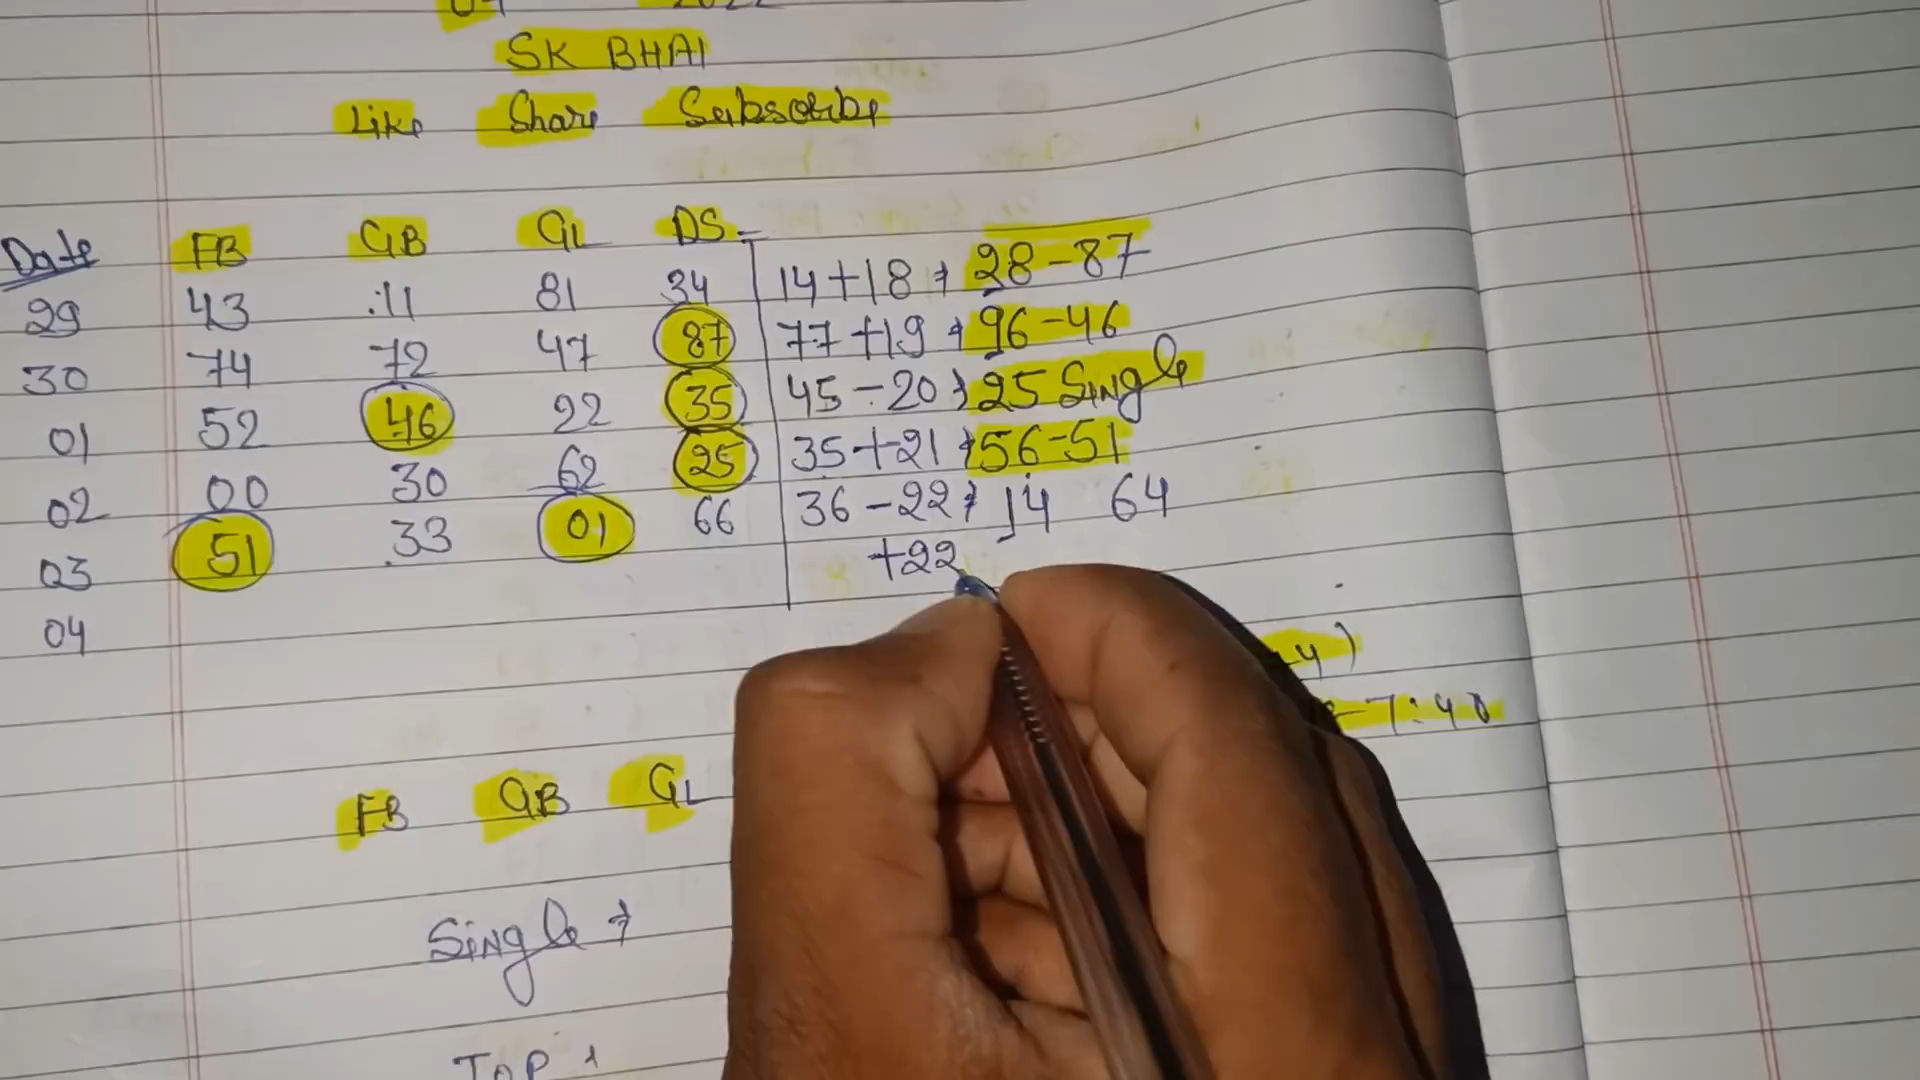 SK BHAI
Like Share Subscribe
Date FB GB GL DS
29 43 11 81 34 14+18 → 28-87
30 74 72 47 87 77+19 → 96-46
01 52 46 22 35 45-20 → 25 Single
02 00 30 62 25 35+21 → 56-51
03 51 33 01 66 36-22 → 14 64
+22
04
7:40
FB GB GL
Single →
TOP